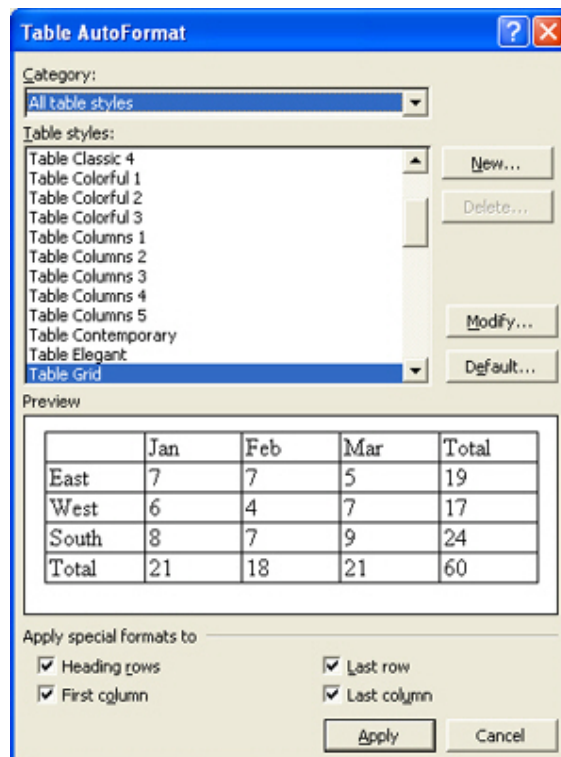 Table AutoFormat
Category:
All table styles
Table styles:
Table Classic 4
Table Colorful 1
Table Colorful 2
Table Colorful 3
Table Columns 1
Table Columns 2
Table Columns 3
Table Columns 4
Table Columns 5
Table Contemporary
Table Elegant
Table Grid
New...
Delete...
Modify...
Default...
Preview
Jan Feb Mar Total
East 7 7 5 19
West 6 4 7 17
South 8 7 9 24
Total 21 18 21 60
Apply special formats to
Heading rows Last row
First column Last column
Apply Cancel